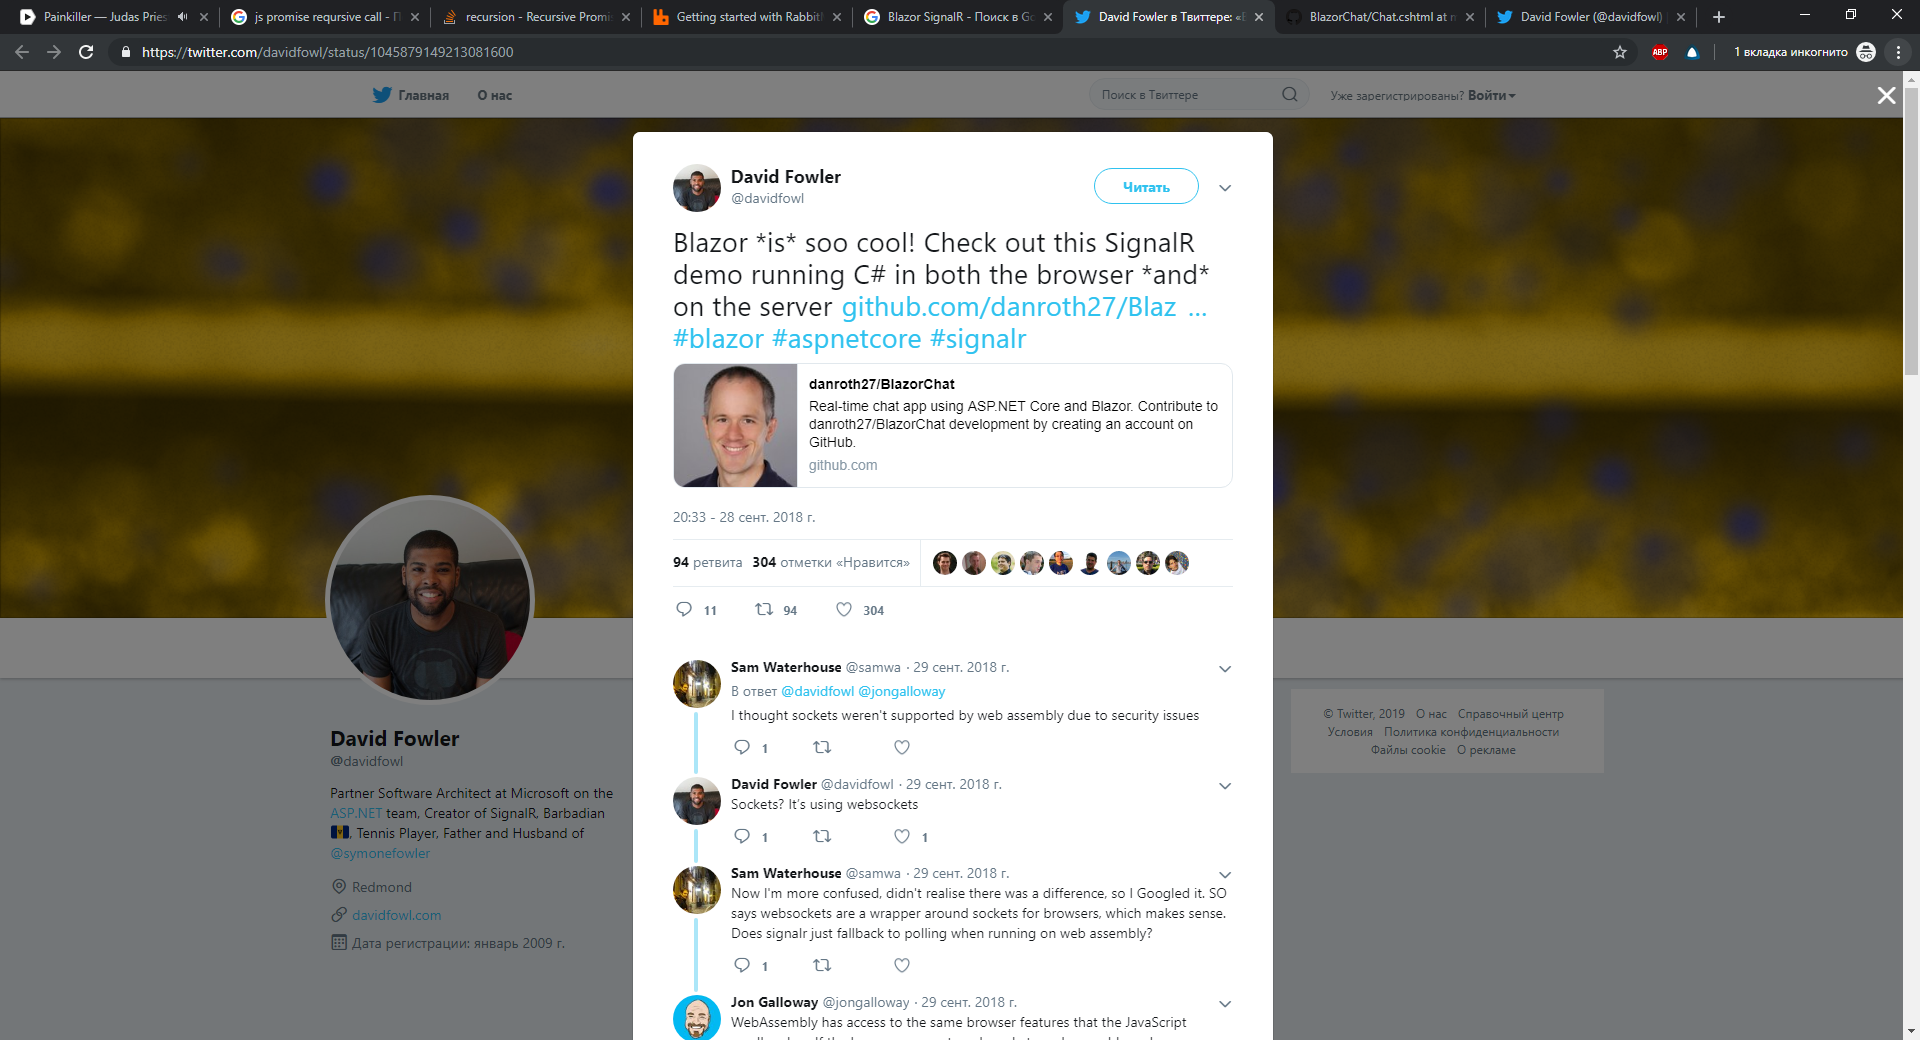 Painkiller — Judas Pries
js promise reqursive call - П
recursion - Recursive Promis
Getting started with Rabbit
Blazor SignalR - Поиск в Go
David Fowler в Твиттере: «B
BlazorChat/Chat.cshtml at m
David Fowler (@davidfowl)
https://twitter.com/davidfowl/status/1045879149213081600
ABP
1 вкладка инкогнито
Главная
О нас
Поиск в Твиттере
Уже зарегистрированы? Войти
David Fowler
@davidfowl
Читать
Blazor *is* soo cool! Check out this SignalR
demo running C# in both the browser *and*
on the server github.com/danroth27/Blaz …
#blazor #aspnetcore #signalr
danroth27/BlazorChat
Real-time chat app using ASP.NET Core and Blazor. Contribute to
danroth27/BlazorChat development by creating an account on
GitHub.
github.com
20:33 - 28 сент. 2018 г.
94 ретвита 304 отметки «Нравится»
11 94 304
Sam Waterhouse @samwa · 29 сент. 2018 г.
В ответ @davidfowl @jongalloway
I thought sockets weren't supported by web assembly due to security issues
1
David Fowler @davidfowl · 29 сент. 2018 г.
Sockets? It's using websockets
1 1
Sam Waterhouse @samwa · 29 сент. 2018 г.
Now I'm more confused, didn't realise there was a difference, so I Googled it. SO
says websockets are a wrapper around sockets for browsers, which makes sense.
Does signalr just fallback to polling when running on web assembly?
1
Jon Galloway @jongalloway · 29 сент. 2018 г.
WebAssembly has access to the same browser features that the JavaScript
David Fowler
@davidfowl
Partner Software Architect at Microsoft on the
ASP.NET team, Creator of SignalR, Barbadian
, Tennis Player, Father and Husband of
@symonefowler
Redmond
davidfowl.com
Дата регистрации: январь 2009 г.
© Twitter, 2019 О нас Справочный центр
Условия Политика конфиденциальности
Файлы cookie О рекламе